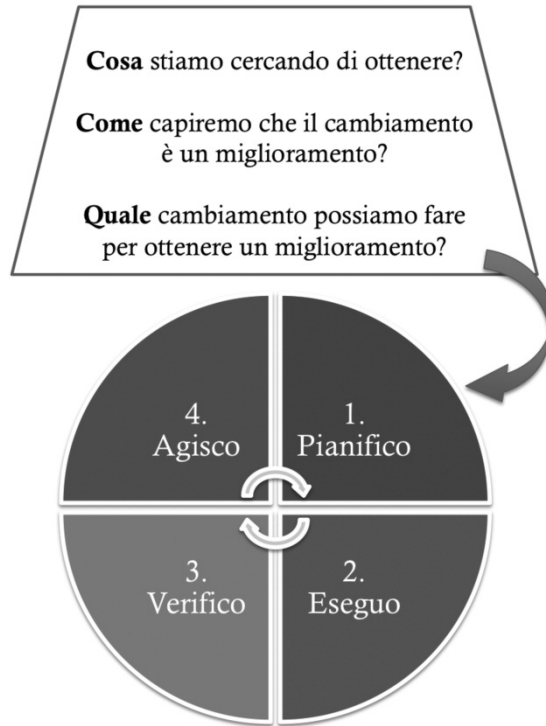 Cosa stiamo cercando di ottenere?
Come capiremo che il cambiamento
è un miglioramento?
Quale cambiamento possiamo fare
per ottenere un miglioramento?
4.
Agisco
1.
Pianifico
3.
Verifico
2.
Eseguo